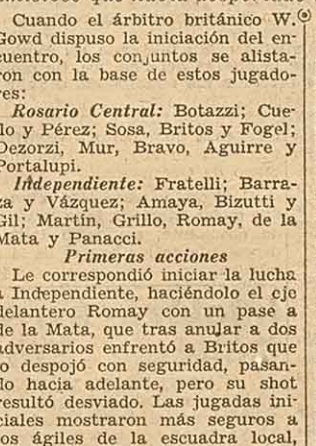 Cuando el árbitro británico W.
Gowd dispuso la iniciación del en-
cuentro, los conjuntos se alista-
ron con la base de estos jugado-
res:
Rosario Central: Botazzi; Cue-
lo y Pérez; Sosa, Britos y Fogel;
Dezorzi, Mur, Bravo, Aguirre y
Portalupi.
Independiente: Fratelli; Barra-
za y Vázquez; Amaya, Bizutti y
Gil; Martín, Grillo, Romay, de la
Mata y Panacci.
Primeras acciones
Le correspondió iniciar la lucha
a Independiente, haciéndolo el eje
delantero Romay con un pase a
de la Mata, que tras anular a dos
adversarios enfrentó a Britos que
lo despojó con seguridad, pasan-
do hacia adelante, pero su shot
resultó desviado. Las jugadas ini-
ciales mostraron más seguros a
los ágiles de la escuadra local,